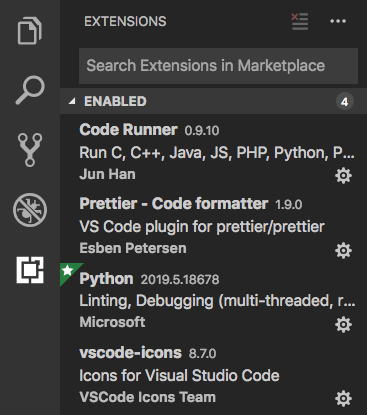 EXTENSIONS
Search Extensions in Marketplace
ENABLED 4
Code Runner 0.9.10
Run C, C++, Java, JS, PHP, Python, P...
Jun Han
Prettier - Code formatter 1.9.0
VS Code plugin for prettier/prettier
Esben Petersen
Python 2019.5.18678
Linting, Debugging (multi-threaded, r...
Microsoft
vscode-icons 8.7.0
Icons for Visual Studio Code
VSCode Icons Team